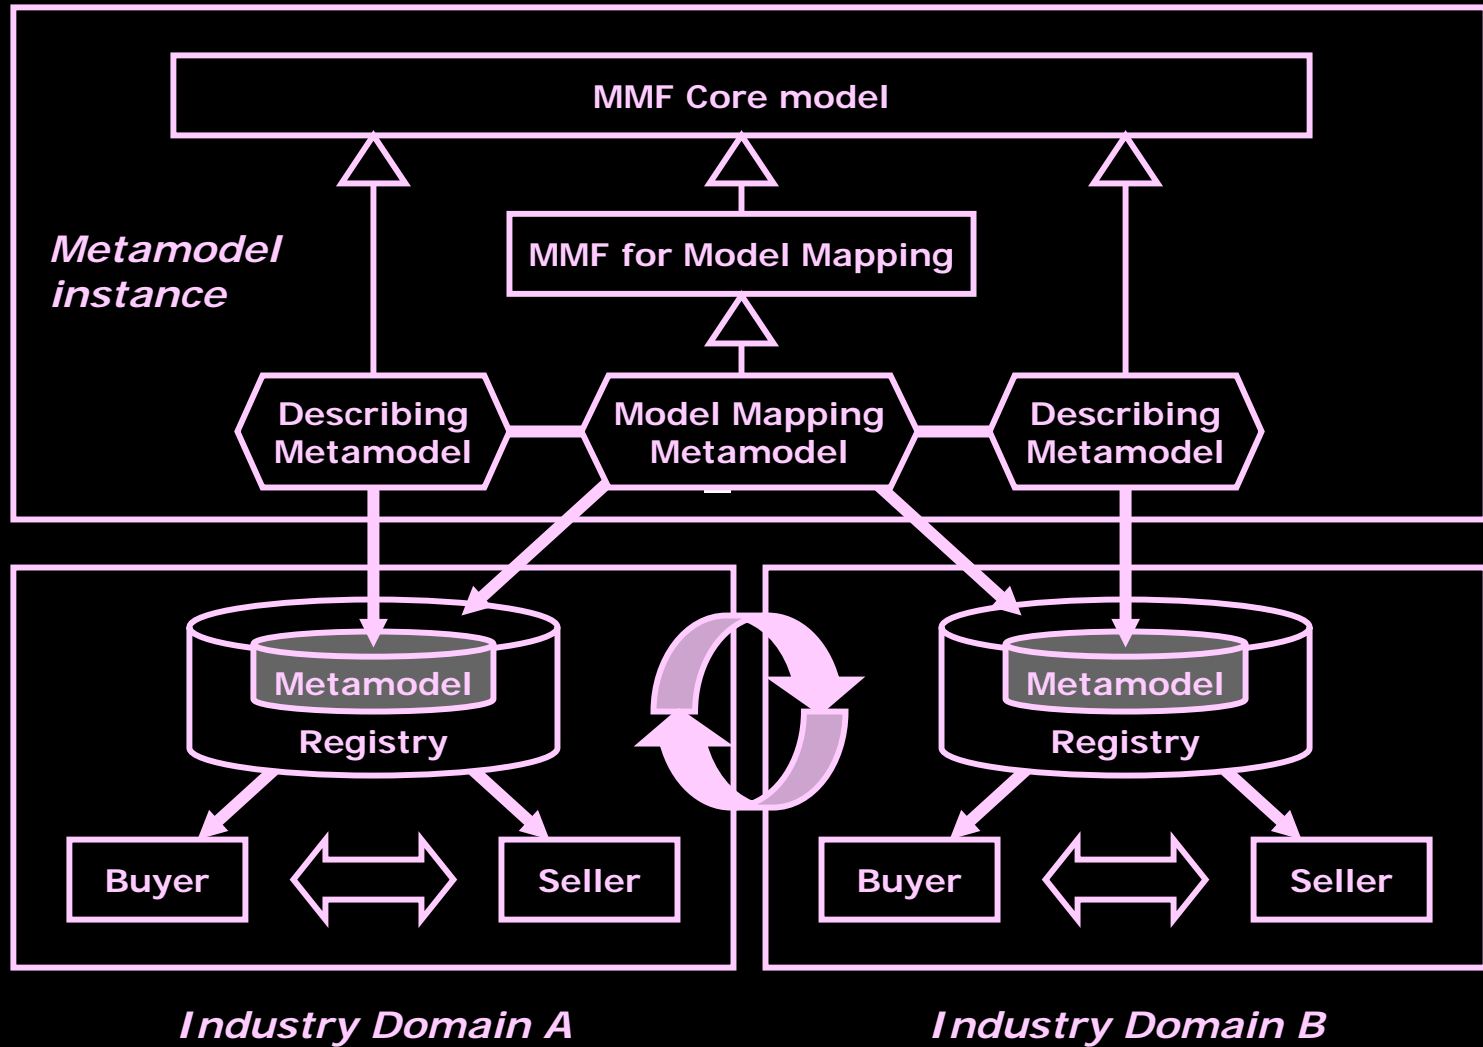 MMF Core model
Metamodel
instance
MMF for Model Mapping
Describing
Metamodel
Model Mapping
Metamodel
Describing
Metamodel
Metamodel
Registry
Buyer
Seller
Metamodel
Registry
Buyer
Seller
Industry Domain A
Industry Domain B